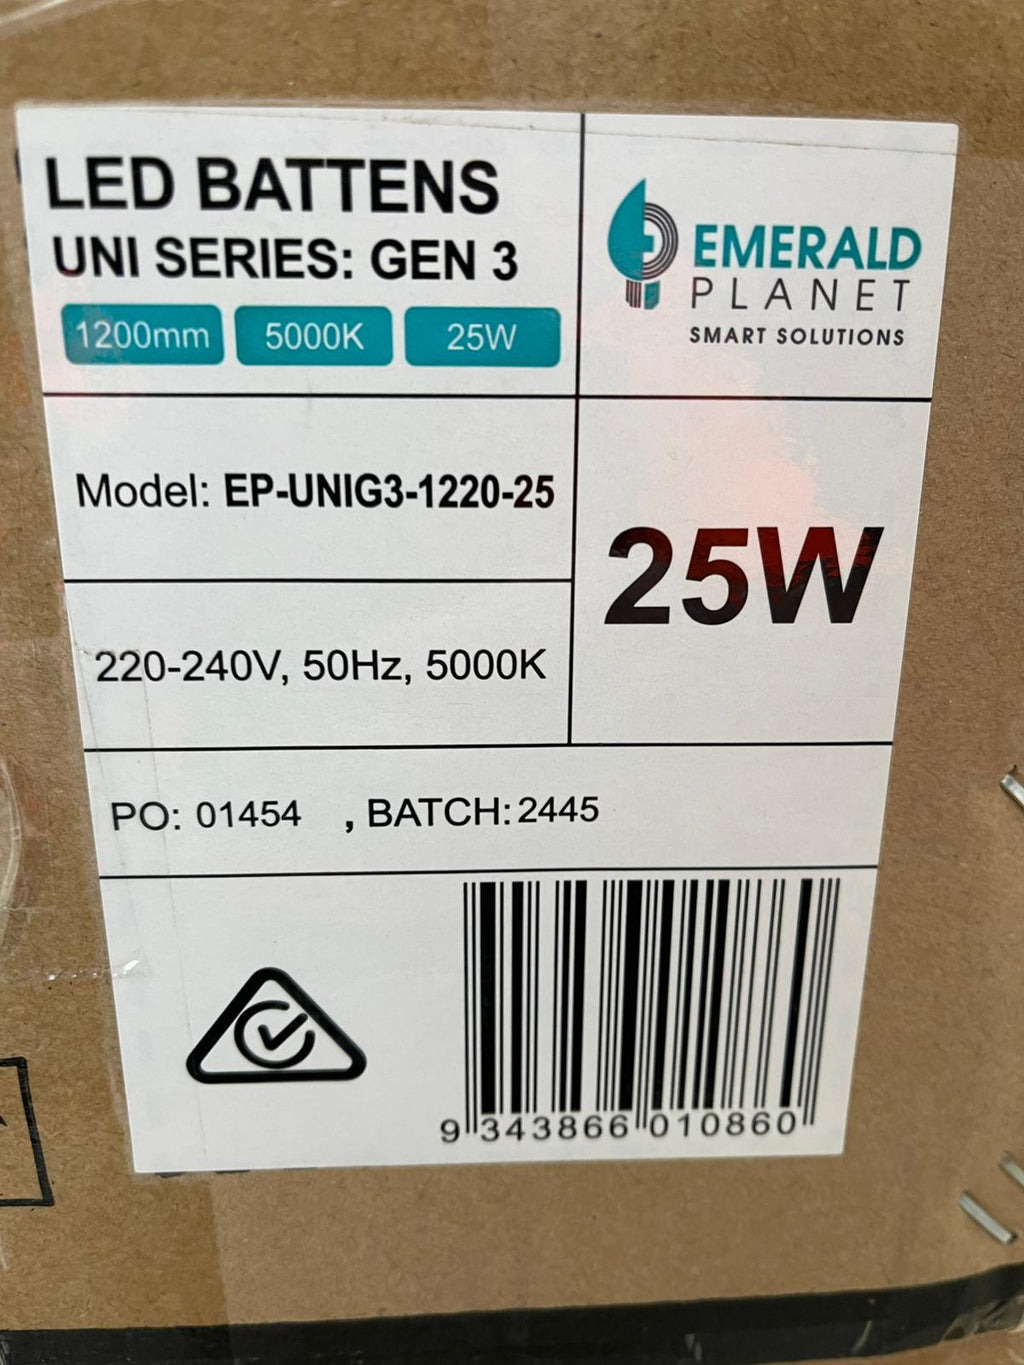 LED BATTENS
UNI SERIES: GEN 3
1200mm 5000K 25W
EMERALD
PLANET
SMART SOLUTIONS
Model: EP-UNIG3-1220-25
25W
220-240V, 50Hz, 5000K
PO: 01454 , BATCH: 2445
9 343866 010860